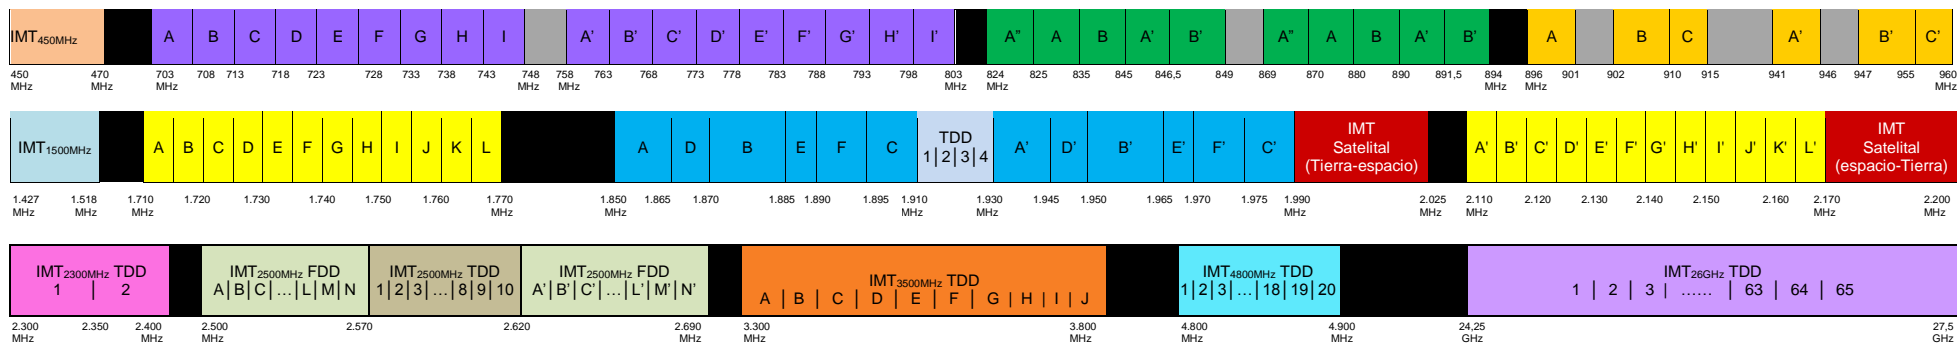 IMT450MHz A B C D E F G H I A' B' C' D' E' F' G' H' I' A" A B A' B' A" A B A' B' A B C A' B' C'
450 470 703 708 713 718 723 728 733 738 743 748 758 763 768 773 778 783 788 793 798 803 824 825 835 845 846,5 849 869 870 880 890 891,5 894 896 901 902 910 915 941 946 947 955 960
MHz MHz MHz MHz MHz MHz MHz MHz MHz MHz
IMT1500MHz A B C D E F G H I J K L A D B E F C TDD 1|2|3|4 A' D' B' E' F' C' IMT Satelital (Tierra-espacio) A' B' C' D' E' F' G' H' I' J' K' L' IMT Satelital (espacio-Tierra)
1.427 1.518 1.710 1.720 1.730 1.740 1.750 1.760 1.770 1.850 1.865 1.870 1.885 1.890 1.895 1.910 1.930 1.945 1.950 1.965 1.970 1.975 1.990 2.025 2.110 2.120 2.130 2.140 2.150 2.160 2.170 2.200
MHz MHz MHz MHz MHz MHz MHz MHz MHz MHz MHz MHz
IMT2300MHz TDD IMT2500MHz FDD IMT2500MHz TDD IMT2500MHz FDD IMT3500MHz TDD IMT4800MHz TDD IMT26GHz TDD
1 | 2 A|B|C|...|L|M|N 1|2|3|...|8|9|10 A'|B'|C'|...|L'|M'|N' A | B | C | D | E | F | G | H | I | J 1|2|3|...|18|19|20 1 | 2 | 3 | ...... | 63 | 64 | 65
2.300 2.350 2.400 2.500 2.570 2.620 2.690 3.300 3.800 4.800 4.900 24,25 27,5
MHz MHz MHz MHz MHz MHz MHz MHz MHz MHz MHz GHz GHz